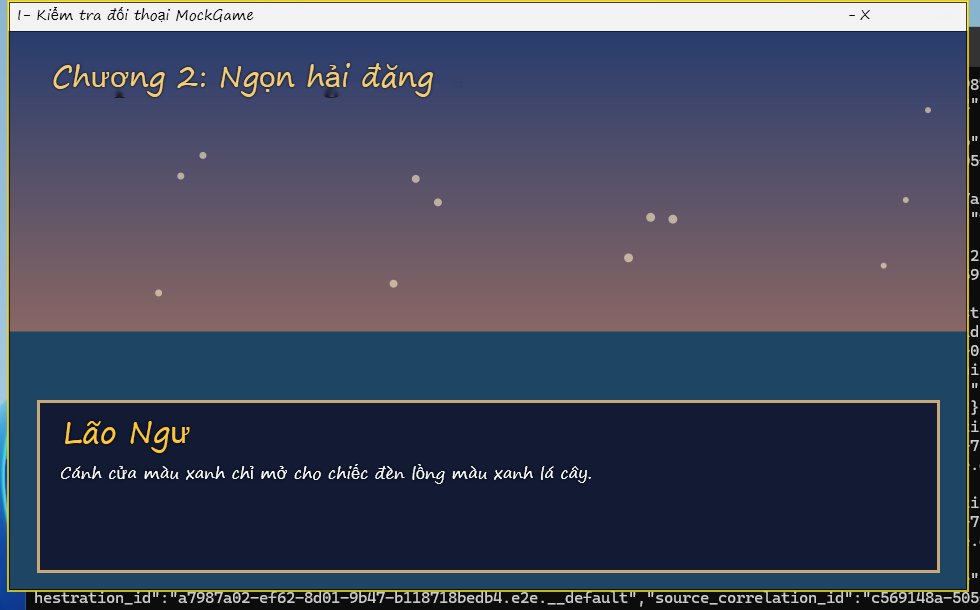 I- Kiểm tra đối thoại MockGame - X
Chương 2: Ngọn hải đăng
Lão Ngư
Cánh cửa màu xanh chỉ mở cho chiếc đèn lồng màu xanh lá cây.
hestration_id":"a7987a02-ef62-8d01-9b47-b118718bedb4.e2e.__default","source_correlation_id":"c569148a-505